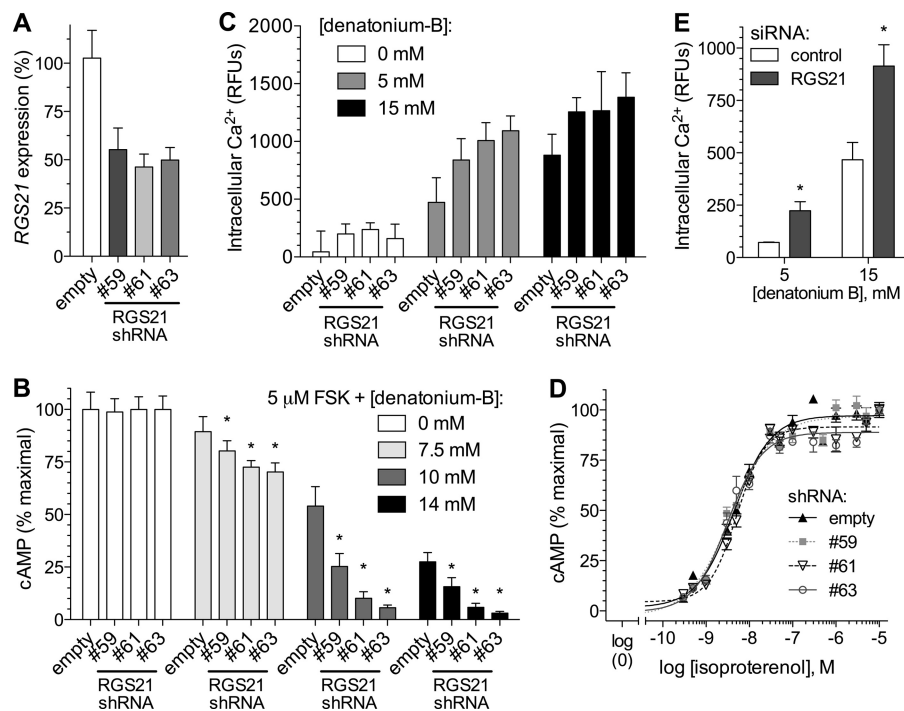 A
RGS21 expression (%)
100
75
50
25
0
empty
#59
#61
#63
RGS21
shRNA
C
[denatonium-B]:
0 mM
5 mM
15 mM
Intracellular Ca2+ (RFUs)
2000
1500
1000
500
0
empty
#59
#61
#63
empty
#59
#61
#63
empty
#59
#61
#63
RGS21
shRNA
RGS21
shRNA
RGS21
shRNA
E
siRNA:
control
RGS21
*
*
Intracellular Ca2+ (RFUs)
1000
750
500
250
0
5
15
[denatonium B], mM
B
5 μM FSK + [denatonium-B]:
0 mM
7.5 mM
10 mM
14 mM
cAMP (% maximal)
100
75
50
25
0
* * *
* * *
* * *
empty
#59
#61
#63
empty
#59
#61
#63
empty
#59
#61
#63
empty
#59
#61
#63
RGS21
shRNA
RGS21
shRNA
RGS21
shRNA
RGS21
shRNA
D
cAMP (% maximal)
100
75
50
25
0
shRNA:
empty
#59
#61
#63
log
(0)
-10 -9 -8 -7 -6 -5
log [isoproterenol], M